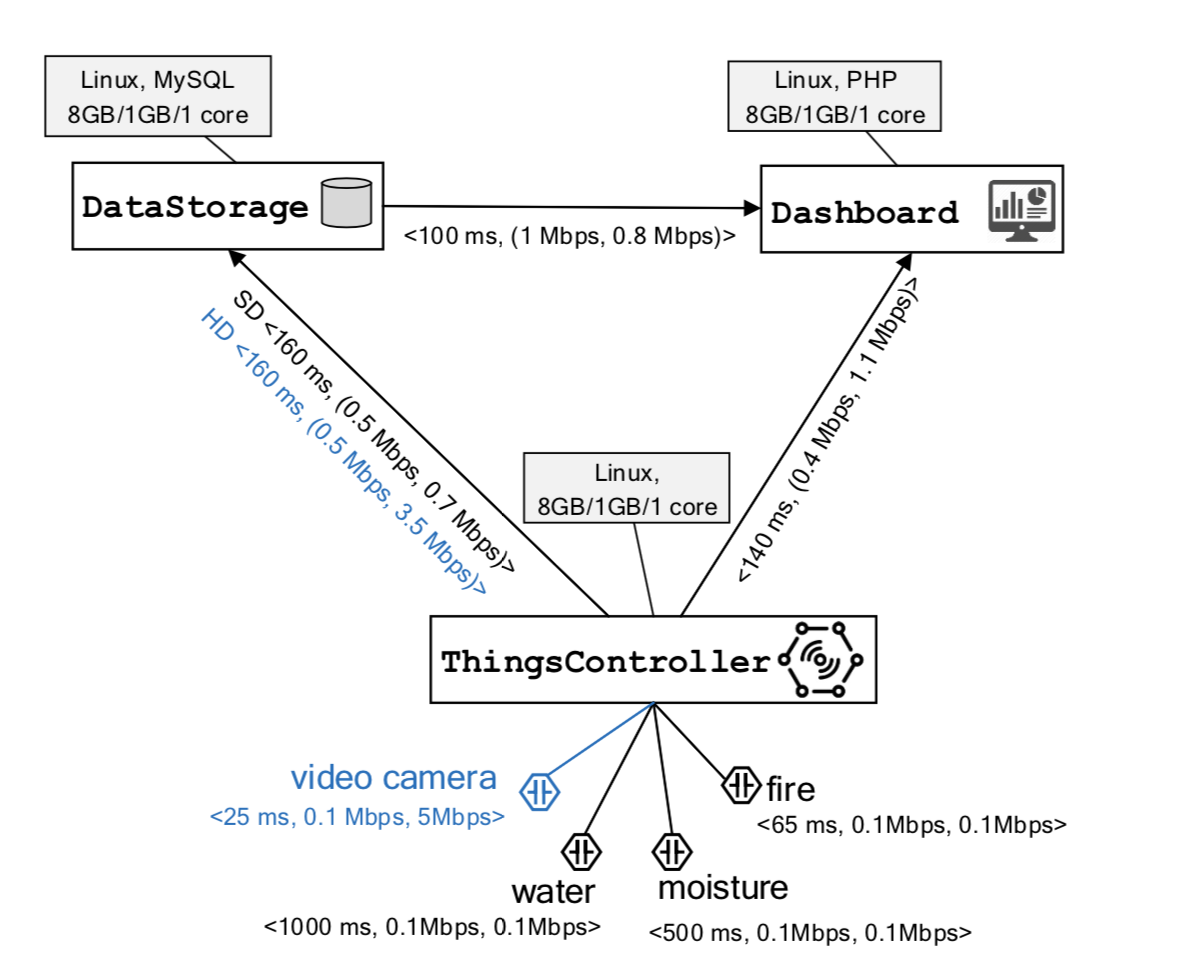 Linux, MySQL
8GB/1GB/1 core
Linux, PHP
8GB/1GB/1 core
DataStorage
Dashboard
<100 ms, (1 Mbps, 0.8 Mbps)>
SD <160 ms, (0.5 Mbps, 0.7 Mbps)>
HD <160 ms, (0.5 Mbps, 3.5 Mbps)>
<140 ms, (0.4 Mbps, 1.1 Mbps)>
Linux,
8GB/1GB/1 core
ThingsController
video camera
<25 ms, 0.1 Mbps, 5Mbps>
fire
<65 ms, 0.1Mbps, 0.1Mbps>
water
<1000 ms, 0.1Mbps, 0.1Mbps>
moisture
<500 ms, 0.1Mbps, 0.1Mbps>